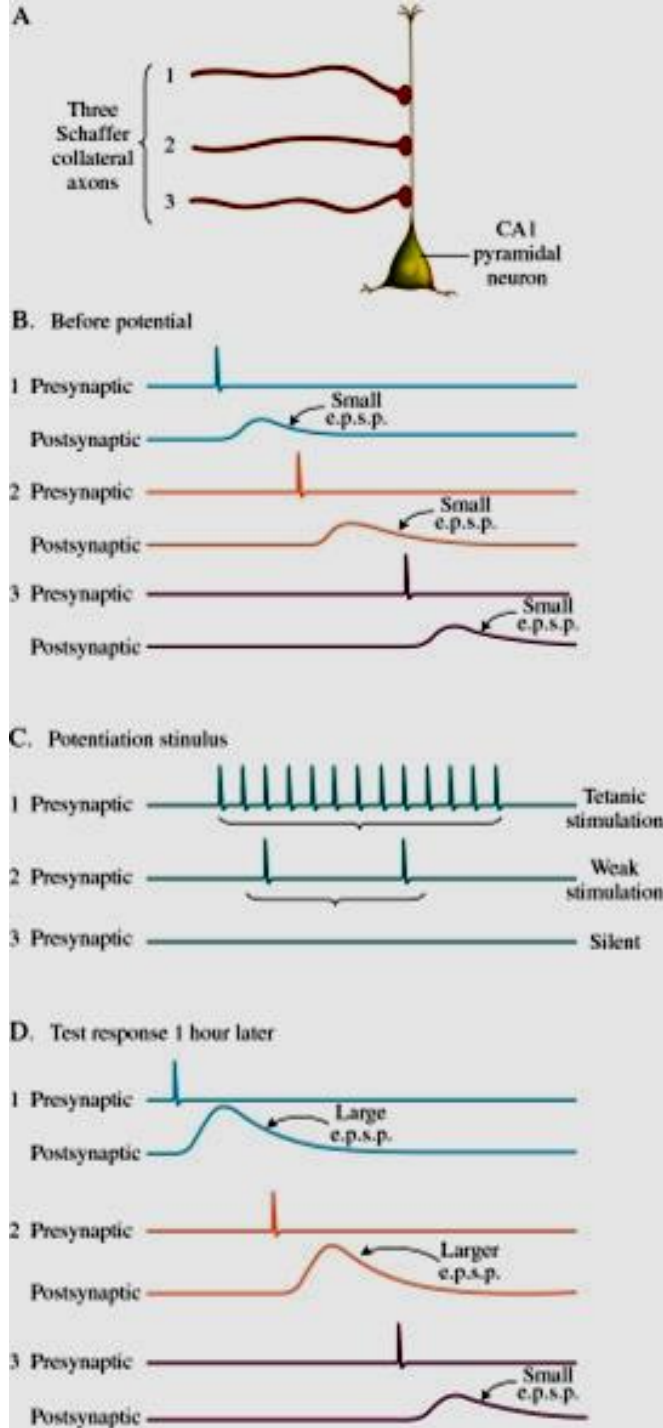 A
Three
Schaffer
collateral
axons
1
2
3
CA1
pyramidal
neuron
B. Before potential
1 Presynaptic
Small
e.p.s.p.
Postsynaptic
2 Presynaptic
Small
e.p.s.p.
Postsynaptic
3 Presynaptic
Small
e.p.s.p.
Postsynaptic
C. Potentiation stinulus
1 Presynaptic
Tetanic
stimulation
2 Presynaptic
Weak
stimulation
3 Presynaptic
Silent
D. Test response 1 hour later
1 Presynaptic
Large
e.p.s.p.
Postsynaptic
2 Presynaptic
Larger
e.p.s.p.
Postsynaptic
3 Presynaptic
Small
e.p.s.p.
Postsynaptic